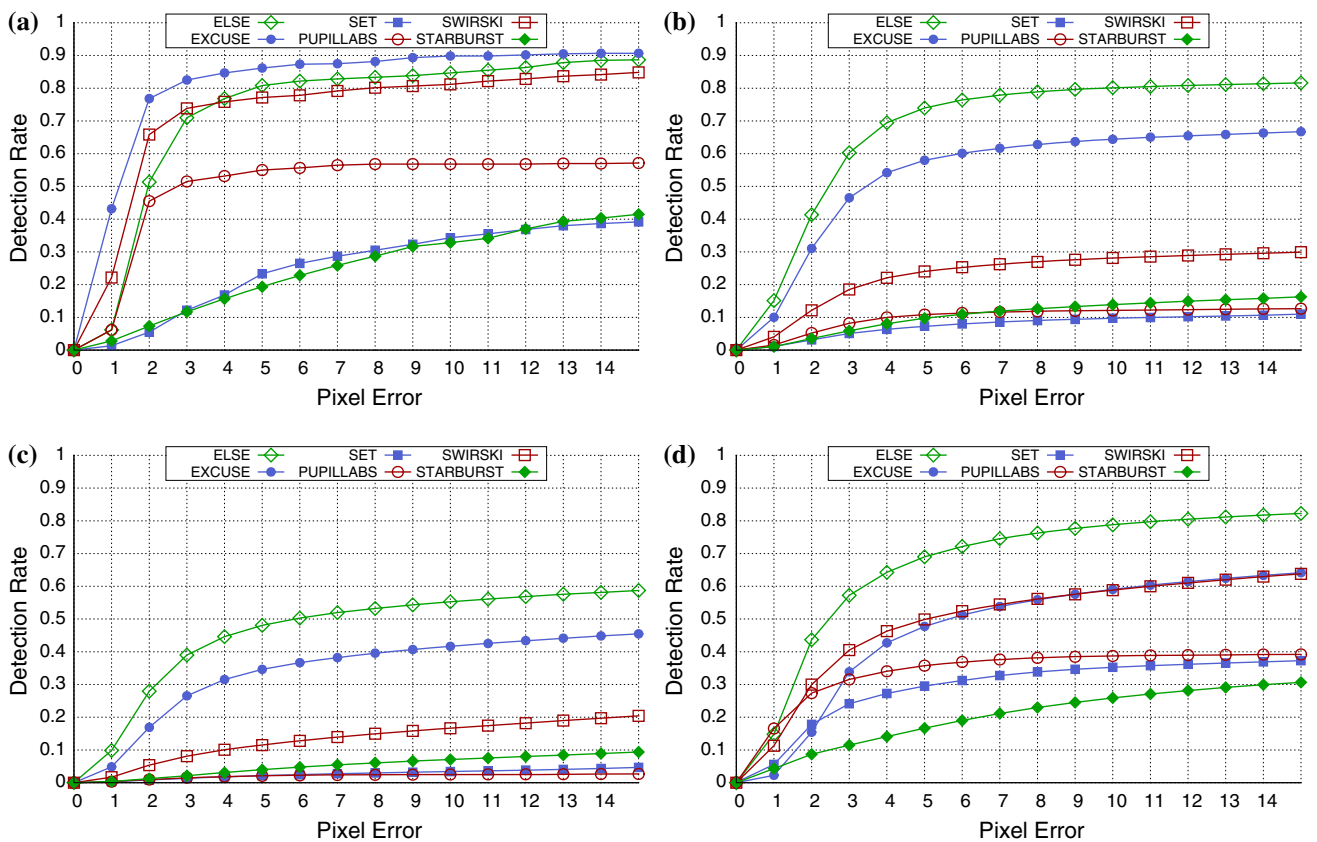 (a)
ELSE SET SWIRSKI
EXCUSE PUPILLABS STARBURST
1
0.9
0.8
0.7
0.6
0.5
0.4
0.3
0.2
0.1
0
Detection Rate
0 1 2 3 4 5 6 7 8 9 10 11 12 13 14
Pixel Error
(b)
ELSE SET SWIRSKI
EXCUSE PUPILLABS STARBURST
1
0.9
0.8
0.7
0.6
0.5
0.4
0.3
0.2
0.1
0
Detection Rate
0 1 2 3 4 5 6 7 8 9 10 11 12 13 14
Pixel Error
(c)
ELSE SET SWIRSKI
EXCUSE PUPILLABS STARBURST
1
0.9
0.8
0.7
0.6
0.5
0.4
0.3
0.2
0.1
0
Detection Rate
0 1 2 3 4 5 6 7 8 9 10 11 12 13 14
Pixel Error
(d)
ELSE SET SWIRSKI
EXCUSE PUPILLABS STARBURST
1
0.9
0.8
0.7
0.6
0.5
0.4
0.3
0.2
0.1
0
Detection Rate
0 1 2 3 4 5 6 7 8 9 10 11 12 13 14
Pixel Error